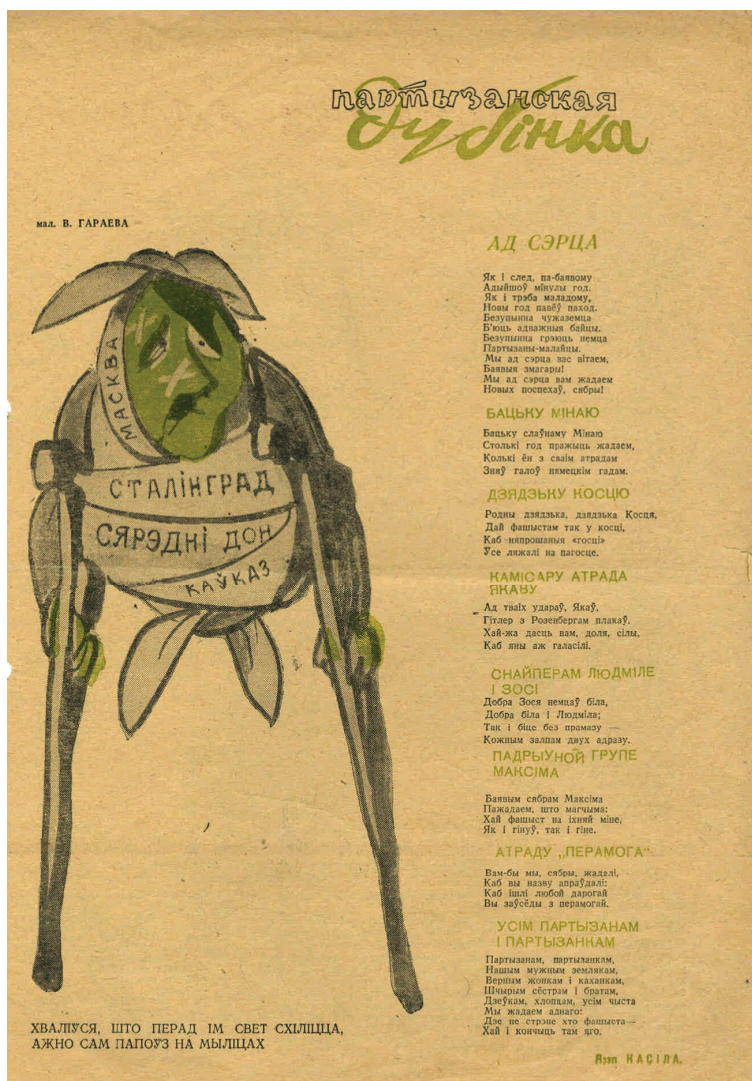 партызанская
дубінка
мал. В. ГАРАЕВА
МАСКВА
СТАЛІНГРАД
СЯРЭДНІ ДОН
КАЎКАЗ
ХВАЛІЎСЯ, ШТО ПЕРАД ІМ СВЕТ СХІЛІЦЦА,
АЖНО САМ ПАПОЎЗ НА МЫЛІЦАХ
АД СЭРЦА
Як і след, па-баявому
Адыйшоў мінулы год.
Як і трэба маладому,
Новы год павёў паход.
Безупынна чужаземца
Б'юць адважныя байцы.
Безупынна грэюць немца
Партызаны-малайцы.
Мы ад сэрца вас вітаем,
Баявыя змагары!
Мы ад сэрца вам жадаем
Новых поспехаў, сябры!
БАЦЬКУ МІНАЮ
Бацьку слаўнаму Мінаю
Столькі год пражыць жадаем,
Колькі ён з сваім атрадам
Зняў галоў нямецкім гадам.
ДЗЯДЗЬКУ КОСЦЮ
Родны дзядзька, дзядзька Косця,
Дай фашыстам так у косці,
Каб няпрошаныя «госці»
Ўсе ляжалі на пагосце.
КАМІСАРУ АТРАДА
ЯКАВУ
Ад тваіх удараў, Якаў,
Гітлер з Розенбергам плакаў.
Хай-жа дасць вам, доля, сілы,
Каб яны аж галасілі.
СНАЙПЕРАМ ЛЮДМІЛЕ
І ЗОСІ
Добра Зося немцаў біла,
Добра біла і Людміла;
Так і біце без прамазу —
Кожным залпам двух адразу.
ПАДРЫЎНОЙ ГРУПЕ
МАКСІМА
Баявым сябрам Максіма
Пажадаем, што магчыма:
Хай фашыст на іхняй міне,
Як і гінуў, так і гіне.
АТРАДУ „ПЕРАМОГА"
Вам-бы мы, сябры, жадалі,
Каб вы назву апраўдалі:
Каб ішлі любой дарогай
Вы заўсёды з перамогай.
УСІМ ПАРТЫЗАНАМ
І ПАРТЫЗАНКАМ
Партызанам, партызанкам,
Нашым мужным землякам,
Верным жонкам і каханкам,
Шчырым сёстрам і братам,
Дзеўкам, хлопцам, усім чыста
Мы жадаем аднаго:
Дзе не стрэне хто фашыста—
Хай і кончыць там яго.
Язэп КАСІЛА.